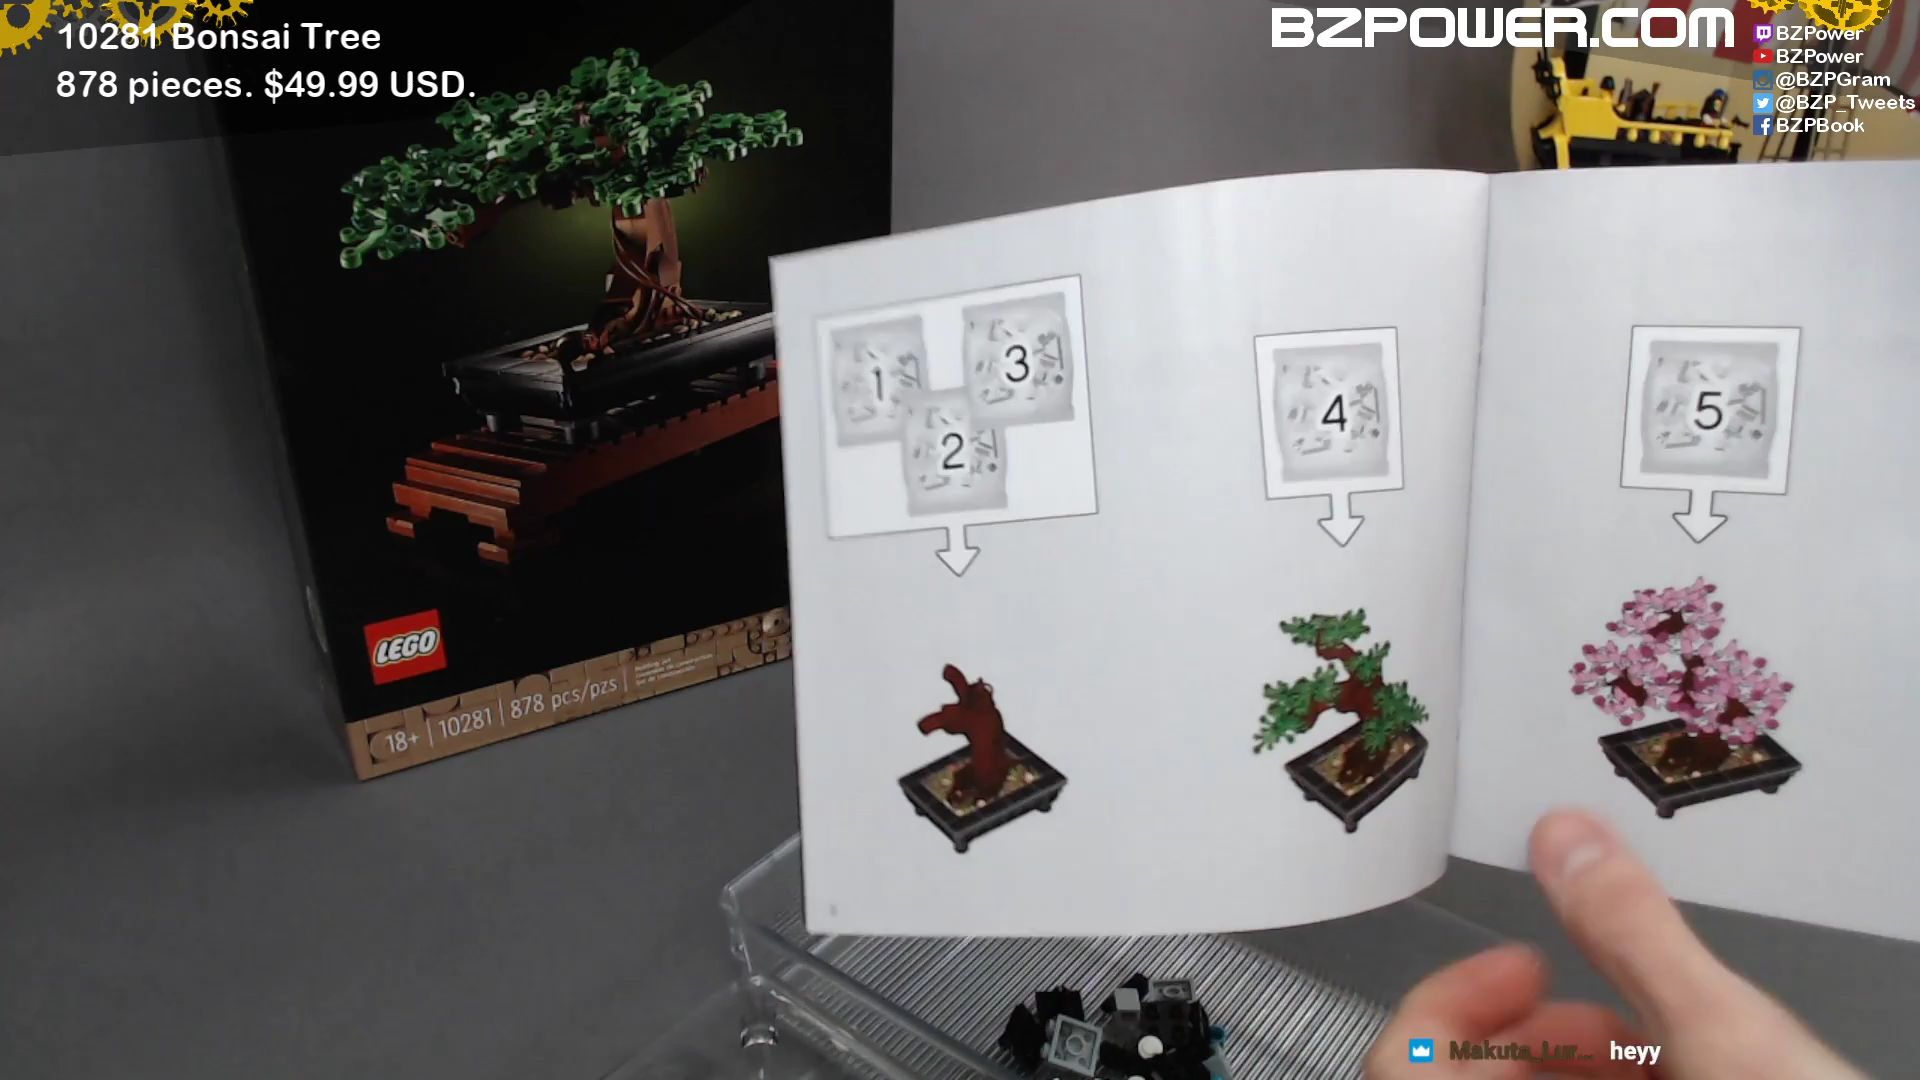 10281 Bonsai Tree
878 pieces. $49.99 USD.
BZPOWER.COM
BZPower
BZPower
@BZPGram
@BZP_Tweets
BZPBook
1
3
2
4
5
LEGO
18+ 10281 878 pcs/pzs
Makuta_Lur... heyy